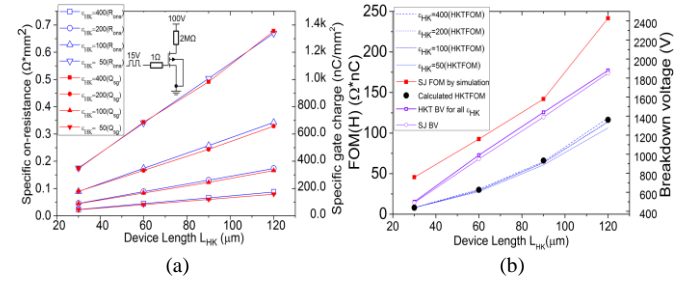 (a)
0.7
0.6
0.5
0.4
0.3
0.2
0.1
0.0
Specific on-resistance (Ω*mm²)
ε_HK=400(R_ons)
ε_HK=200(R_ons)
ε_HK=100(R_ons)
ε_HK= 50(R_ons)
ε_HK=400(Q_sg)
ε_HK=200(Q_sg)
ε_HK=100(Q_sg)
ε_HK= 50(Q_sg)
100V
2MΩ
15V
1Ω
1.4k
1.2k
1.0k
800.0
600.0
400.0
200.0
0.0
Specific gate charge (nC/mm²)
20 40 60 80 100 120
Device Length L_HK (μm)
(a)
250
200
150
100
50
0
FOM(H) (Ω*nC)
ε_HK=400(HKTFOM)
ε_HK=200(HKTFOM)
ε_HK=100(HKTFOM)
ε_HK=50(HKTFOM)
SJ FOM by simulation
Calculated HKTFOM
HKT BV for all ε_HK
SJ BV
2400
2200
2000
1800
1600
1400
1200
1000
800
600
400
Breakdown voltage (V)
20 40 60 80 100 120
Device Length L_HK (μm)
(b)